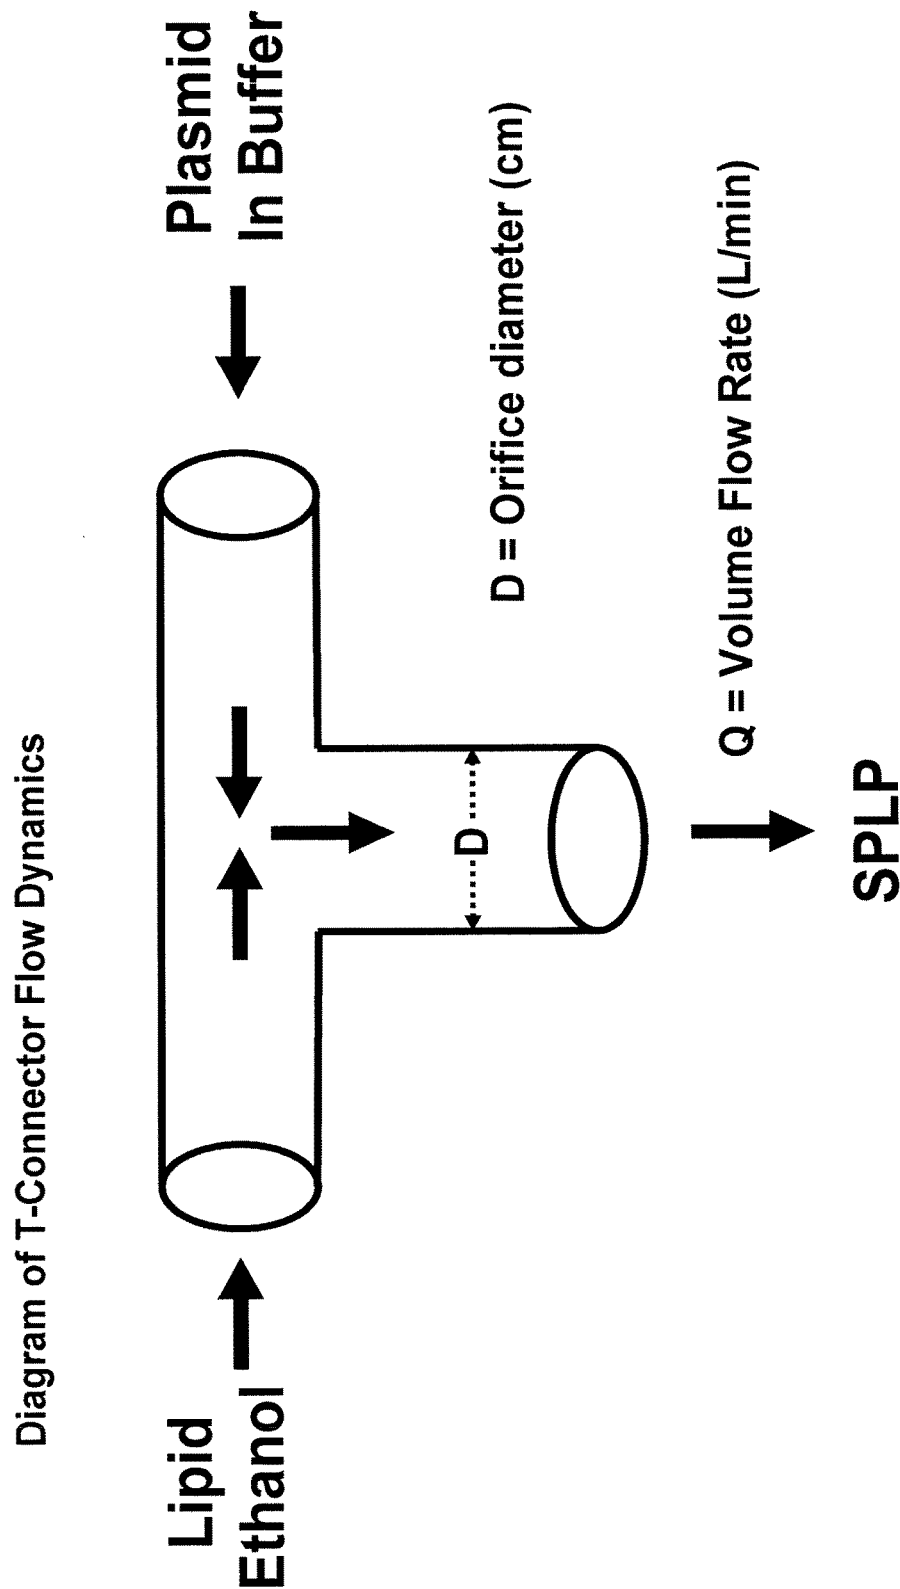 Diagram of T-Connector Flow Dynamics
Lipid
Ethanol
Plasmid
In Buffer
D
D = Orifice diameter (cm)
Q = Volume Flow Rate (L/min)
SPLP